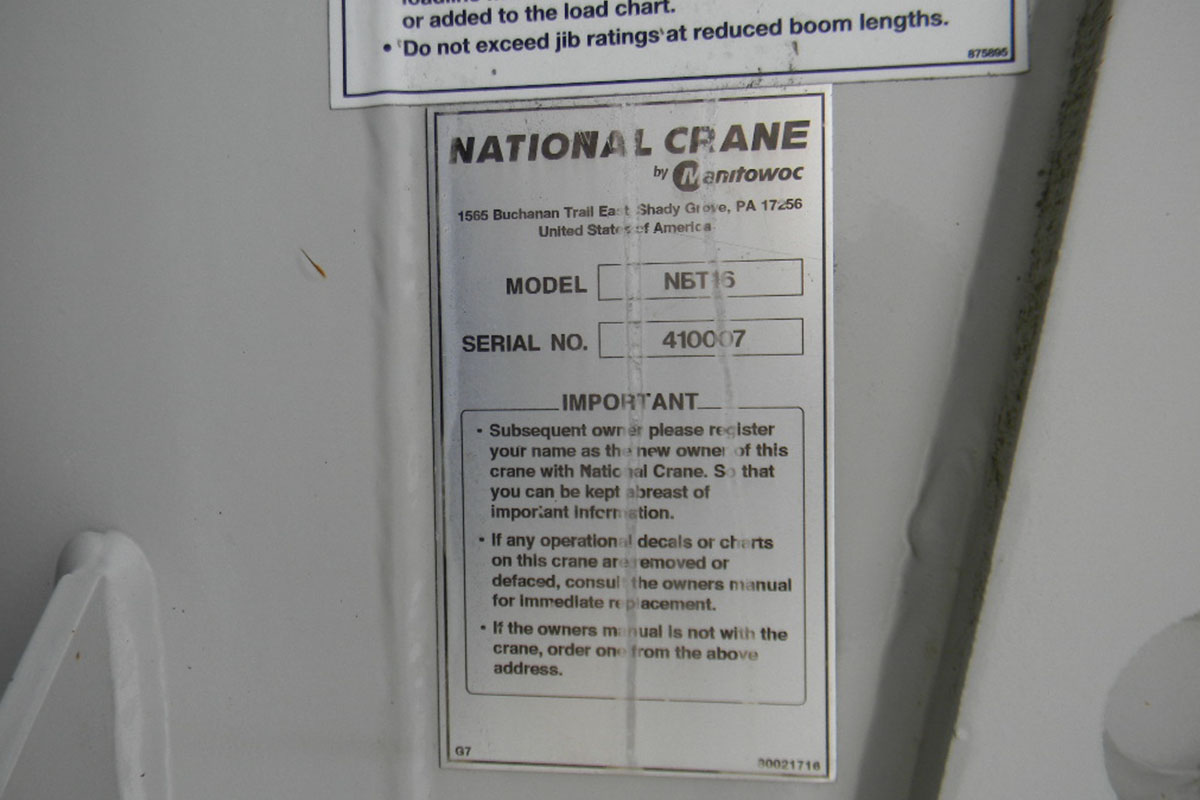 or added to the load chart.
• Do not exceed jib ratings at reduced boom lengths.
875895
NATIONAL CRANE
by Manitowoc
1565 Buchanan Trail East Shady Grove, PA 17256
United States of America
MODEL NBT16
SERIAL NO. 410007
IMPORTANT
• Subsequent owner please register
your name as the new owner of this
crane with National Crane. So that
you can be kept abreast of
important information.
• If any operational decals or charts
on this crane are removed or
defaced, consult the owners manual
for immediate replacement.
• If the owners manual is not with the
crane, order one from the above
address.
G7
80021716